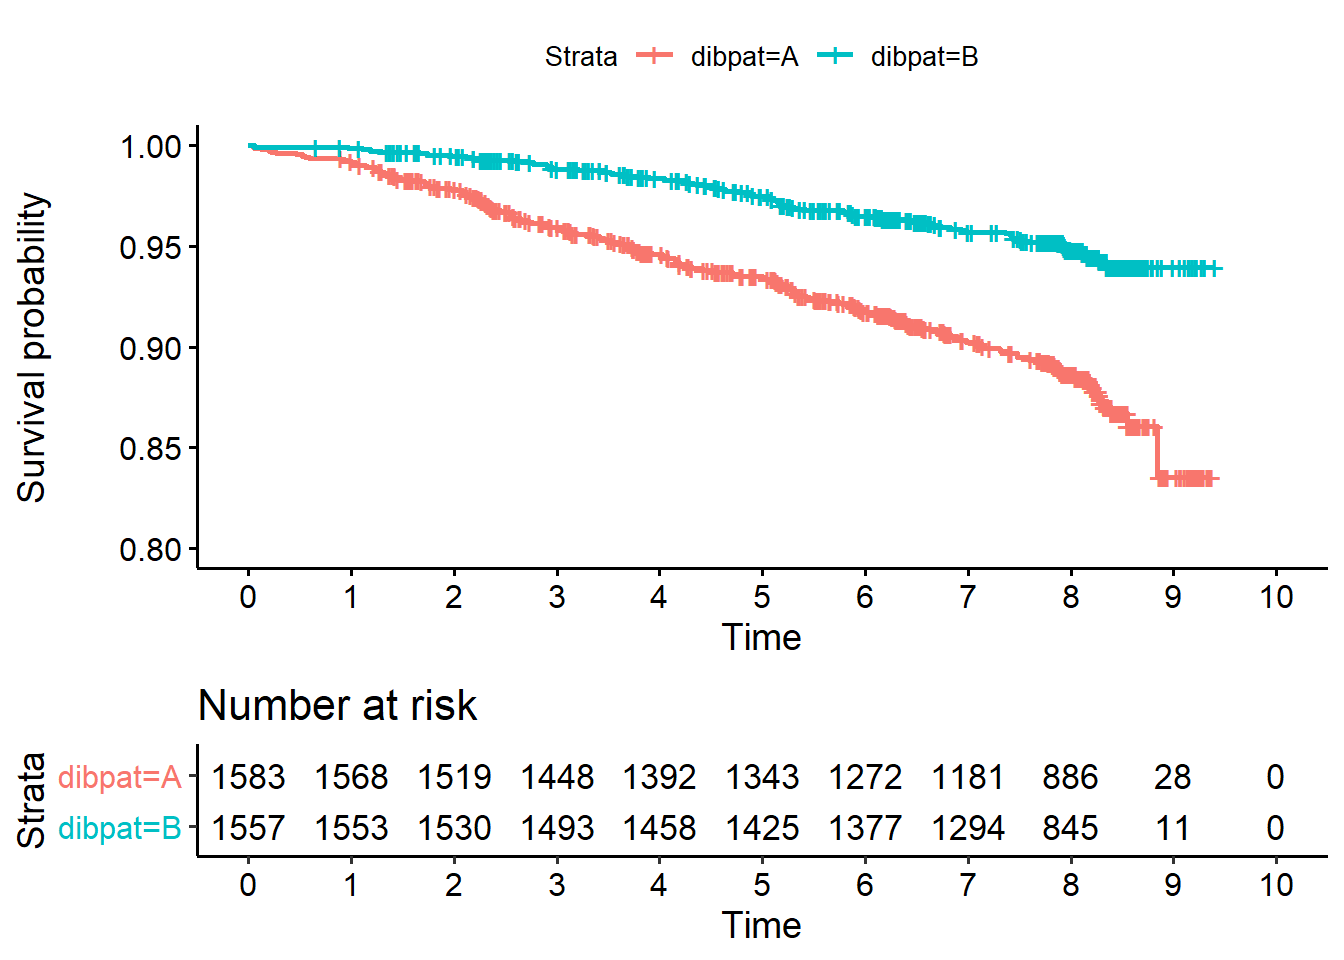 Strata dibpat=A dibpat=B
Survival probability
1.00
0.95
0.90
0.85
0.80
0 1 2 3 4 5 6 7 8 9 10
Time
Number at risk
Strata
dibpat=A 1583 1568 1519 1448 1392 1343 1272 1181 886 28 0
dibpat=B 1557 1553 1530 1493 1458 1425 1377 1294 845 11 0
0 1 2 3 4 5 6 7 8 9 10
Time